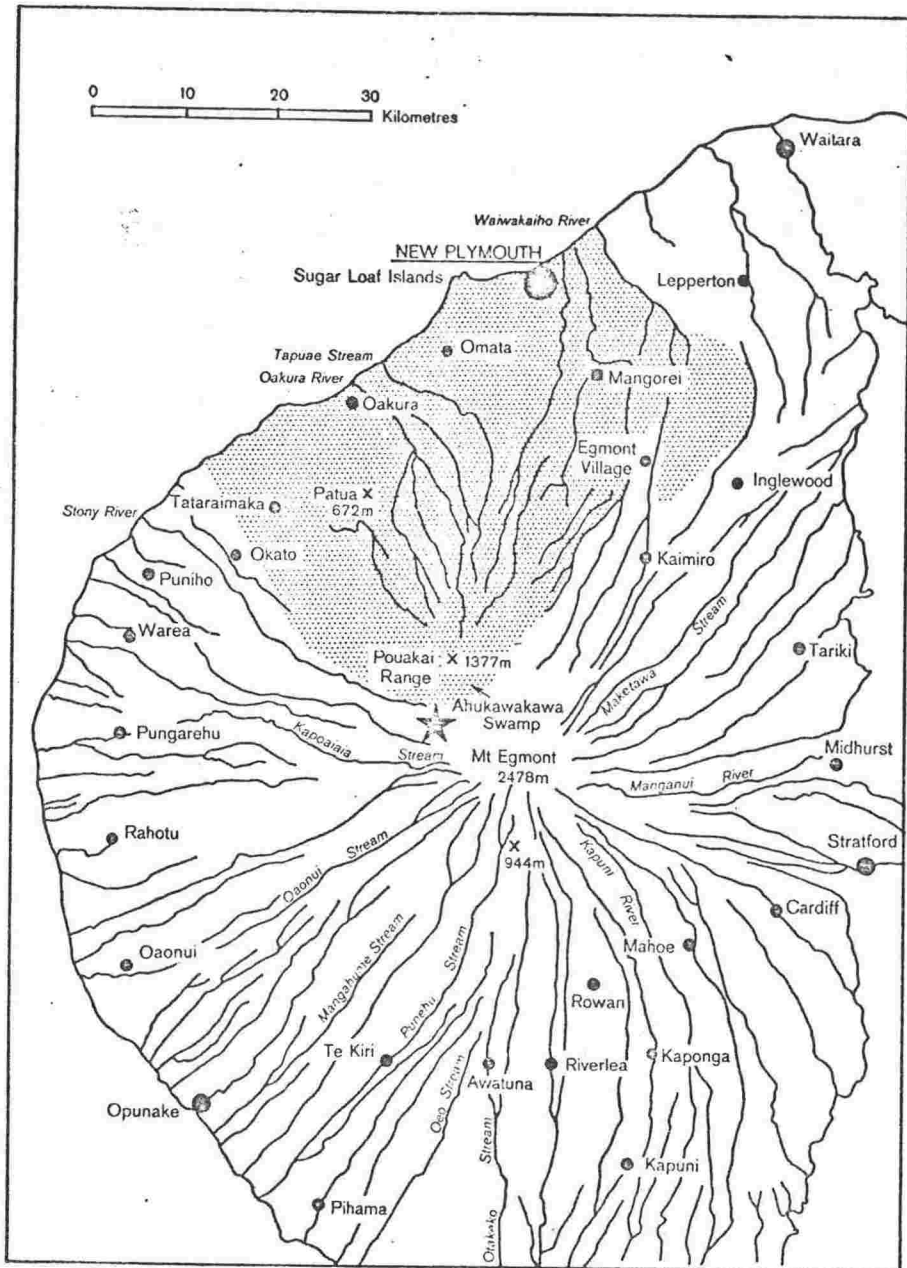 0 10 20 30
Kilometres
Waitara
Waiwakaiho River
NEW PLYMOUTH
Sugar Loaf Islands
Lepperton
Omata
Tapuae Stream
Oakura River
Mangorei
Oakura
Egmont
Village
Inglewood
Patua
672m
Tataraimaka
Stony River
Okato
Kaimiro
Puniho
Warea
Stream
Maketawa
Tariki
Pouakai
Range
1377m
Ahukawakawa
Swamp
Pungarehu
Kapoaiaia
Stream
Mt Egmont
2478m
Midhurst
Manganui River
Rahotu
Oaonui Stream
944m
Kapuni
River
Stratford
Cardiff
Oaonui
Mangahume Stream
Punehu Stream
Mahoe
Rowan
Te Kiri
Oeo Stream
Awatuna
Riverlea
Kaponga
Opunake
Otakeho Stream
Kapuni
Pihama